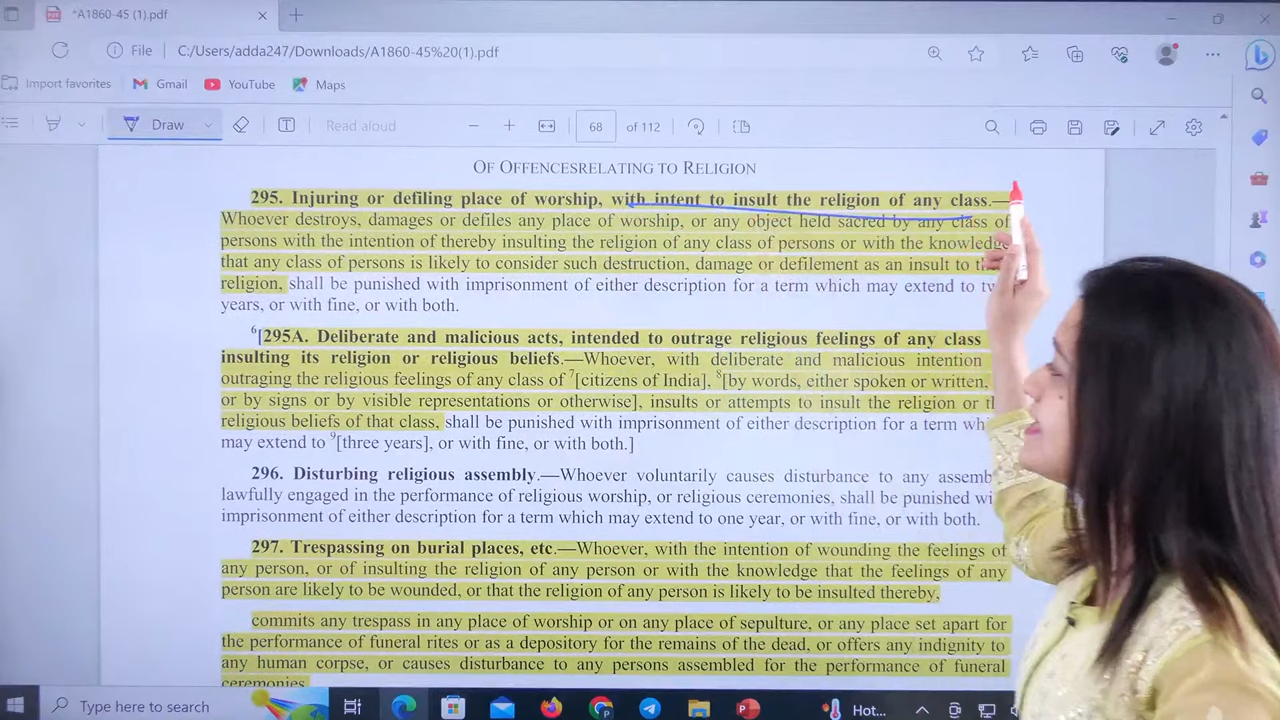 *A1860-45 (1).pdf
File C:/Users/adda247/Downloads/A1860-45%20(1).pdf
Import favorites Gmail YouTube Maps
Draw Read aloud 68 of 112
OF OFFENCESRELATING TO RELIGION
295. Injuring or defiling place of worship, with intent to insult the religion of any class.—
Whoever destroys, damages or defiles any place of worship, or any object held sacred by any class of
persons with the intention of thereby insulting the religion of any class of persons or with the knowledge
that any class of persons is likely to consider such destruction, damage or defilement as an insult to
religion, shall be punished with imprisonment of either description for a term which may extend to
years, or with fine, or with both.
6[295A. Deliberate and malicious acts, intended to outrage religious feelings of any class
insulting its religion or religious beliefs.—Whoever, with deliberate and malicious intention
outraging the religious feelings of any class of 7[citizens of India], 8[by words, either spoken or written,
or by signs or by visible representations or otherwise], insults or attempts to insult the religion or
religious beliefs of that class, shall be punished with imprisonment of either description for a term
may extend to 9[three years], or with fine, or with both.]
296. Disturbing religious assembly.—Whoever voluntarily causes disturbance to any
lawfully engaged in the performance of religious worship, or religious ceremonies, shall be punished
imprisonment of either description for a term which may extend to one year, or with fine, or with both.
297. Trespassing on burial places, etc.—Whoever, with the intention of wounding the feelings of
any person, or of insulting the religion of any person or with the knowledge that the feelings of any
person are likely to be wounded, or that the religion of any person is likely to be insulted thereby,
commits any trespass in any place of worship or on any place of sepulture, or any place set apart for
the performance of funeral rites or as a depository for the remains of the dead, or offers any indignity to
any human corpse, or causes disturbance to any persons assembled for the performance of funeral
ceremonies
Type here to search Hot...